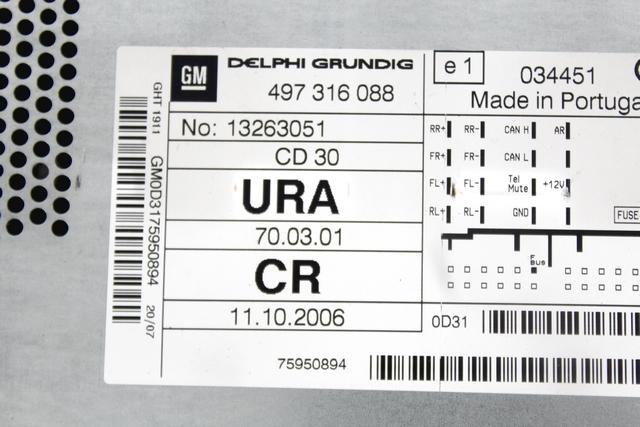 GM DELPHI GRUNDIG
497 316 088
No: 13263051
CD 30
URA
70.03.01
CR
11.10.2006
75950894
GHT 1911
GM0D3175950894
20/07
e 1 034451
Made in Portuga
RR+ RR- CAN H AR
FR+ FR- CAN L
FL+ FL- Tel Mute +12V
RL+ RL- GND
FUSE
F Bus
0D31